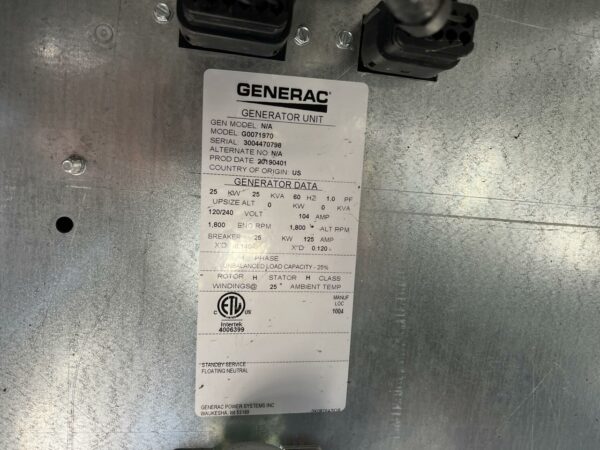 GENERAC
GENERATOR UNIT
GEN MODEL: N/A
MODEL: G0071970
SERIAL: 3004470798
ALTERNATE NO: N/A
PROD DATE: 20190401
COUNTRY OF ORIGIN: US
GENERATOR DATA
25 KW 25 KVA 60 HZ 1.0 PF
UPSIZE ALT 0 KW 0 KVA
120/240 VOLT 104 AMP
1,800 ENG RPM 1,800 ALT RPM
BREAKER 25 KW 125 AMP
X'D X"D 0.120
PHASE
UNBALANCED LOAD CAPACITY - 25%
ROTOR H STATOR H CLASS
WINDINGS@ 25° AMBIENT TEMP
ETL
C US
Intertek
4006399
MANUF
LOC
1004
STANDBY SERVICE
FLOATING NEUTRAL
GENERAC POWER SYSTEMS INC
WAUKESHA, WI 53189